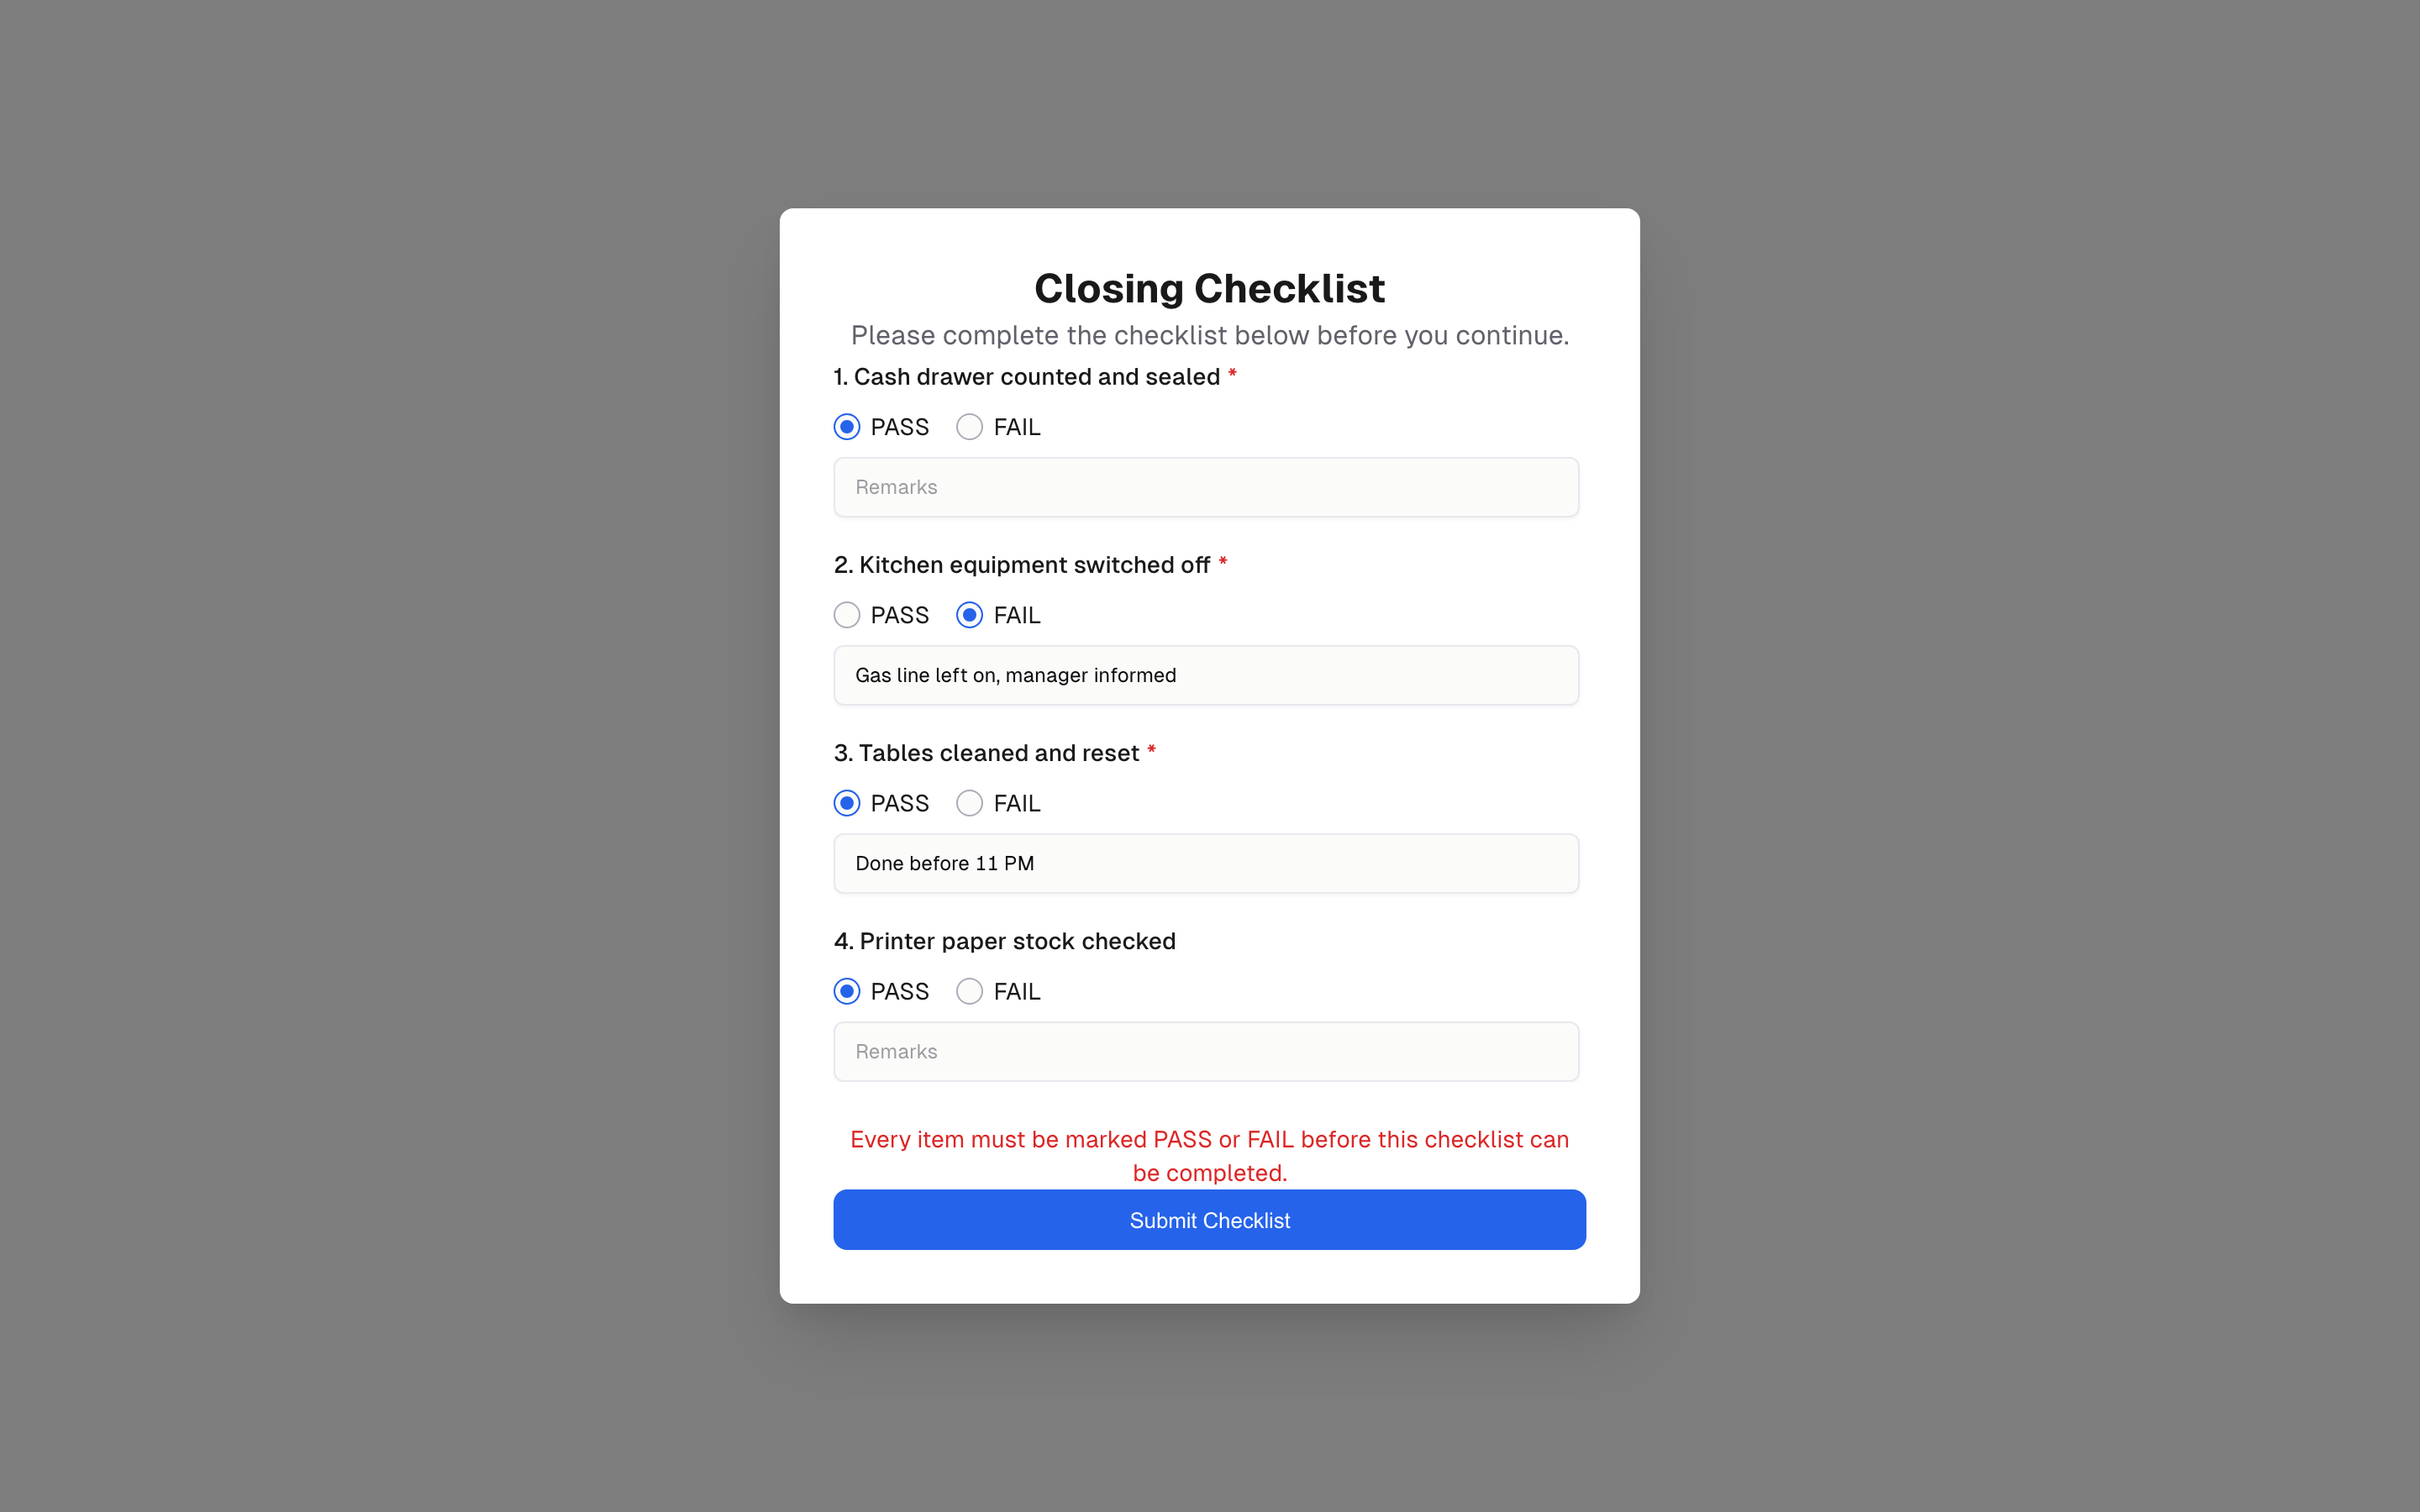 Closing Checklist
Please complete the checklist below before you continue.
1. Cash drawer counted and sealed *
PASS FAIL
Remarks
2. Kitchen equipment switched off *
PASS FAIL
Gas line left on, manager informed
3. Tables cleaned and reset *
PASS FAIL
Done before 11 PM
4. Printer paper stock checked
PASS FAIL
Remarks
Every item must be marked PASS or FAIL before this checklist can
be completed.
Submit Checklist